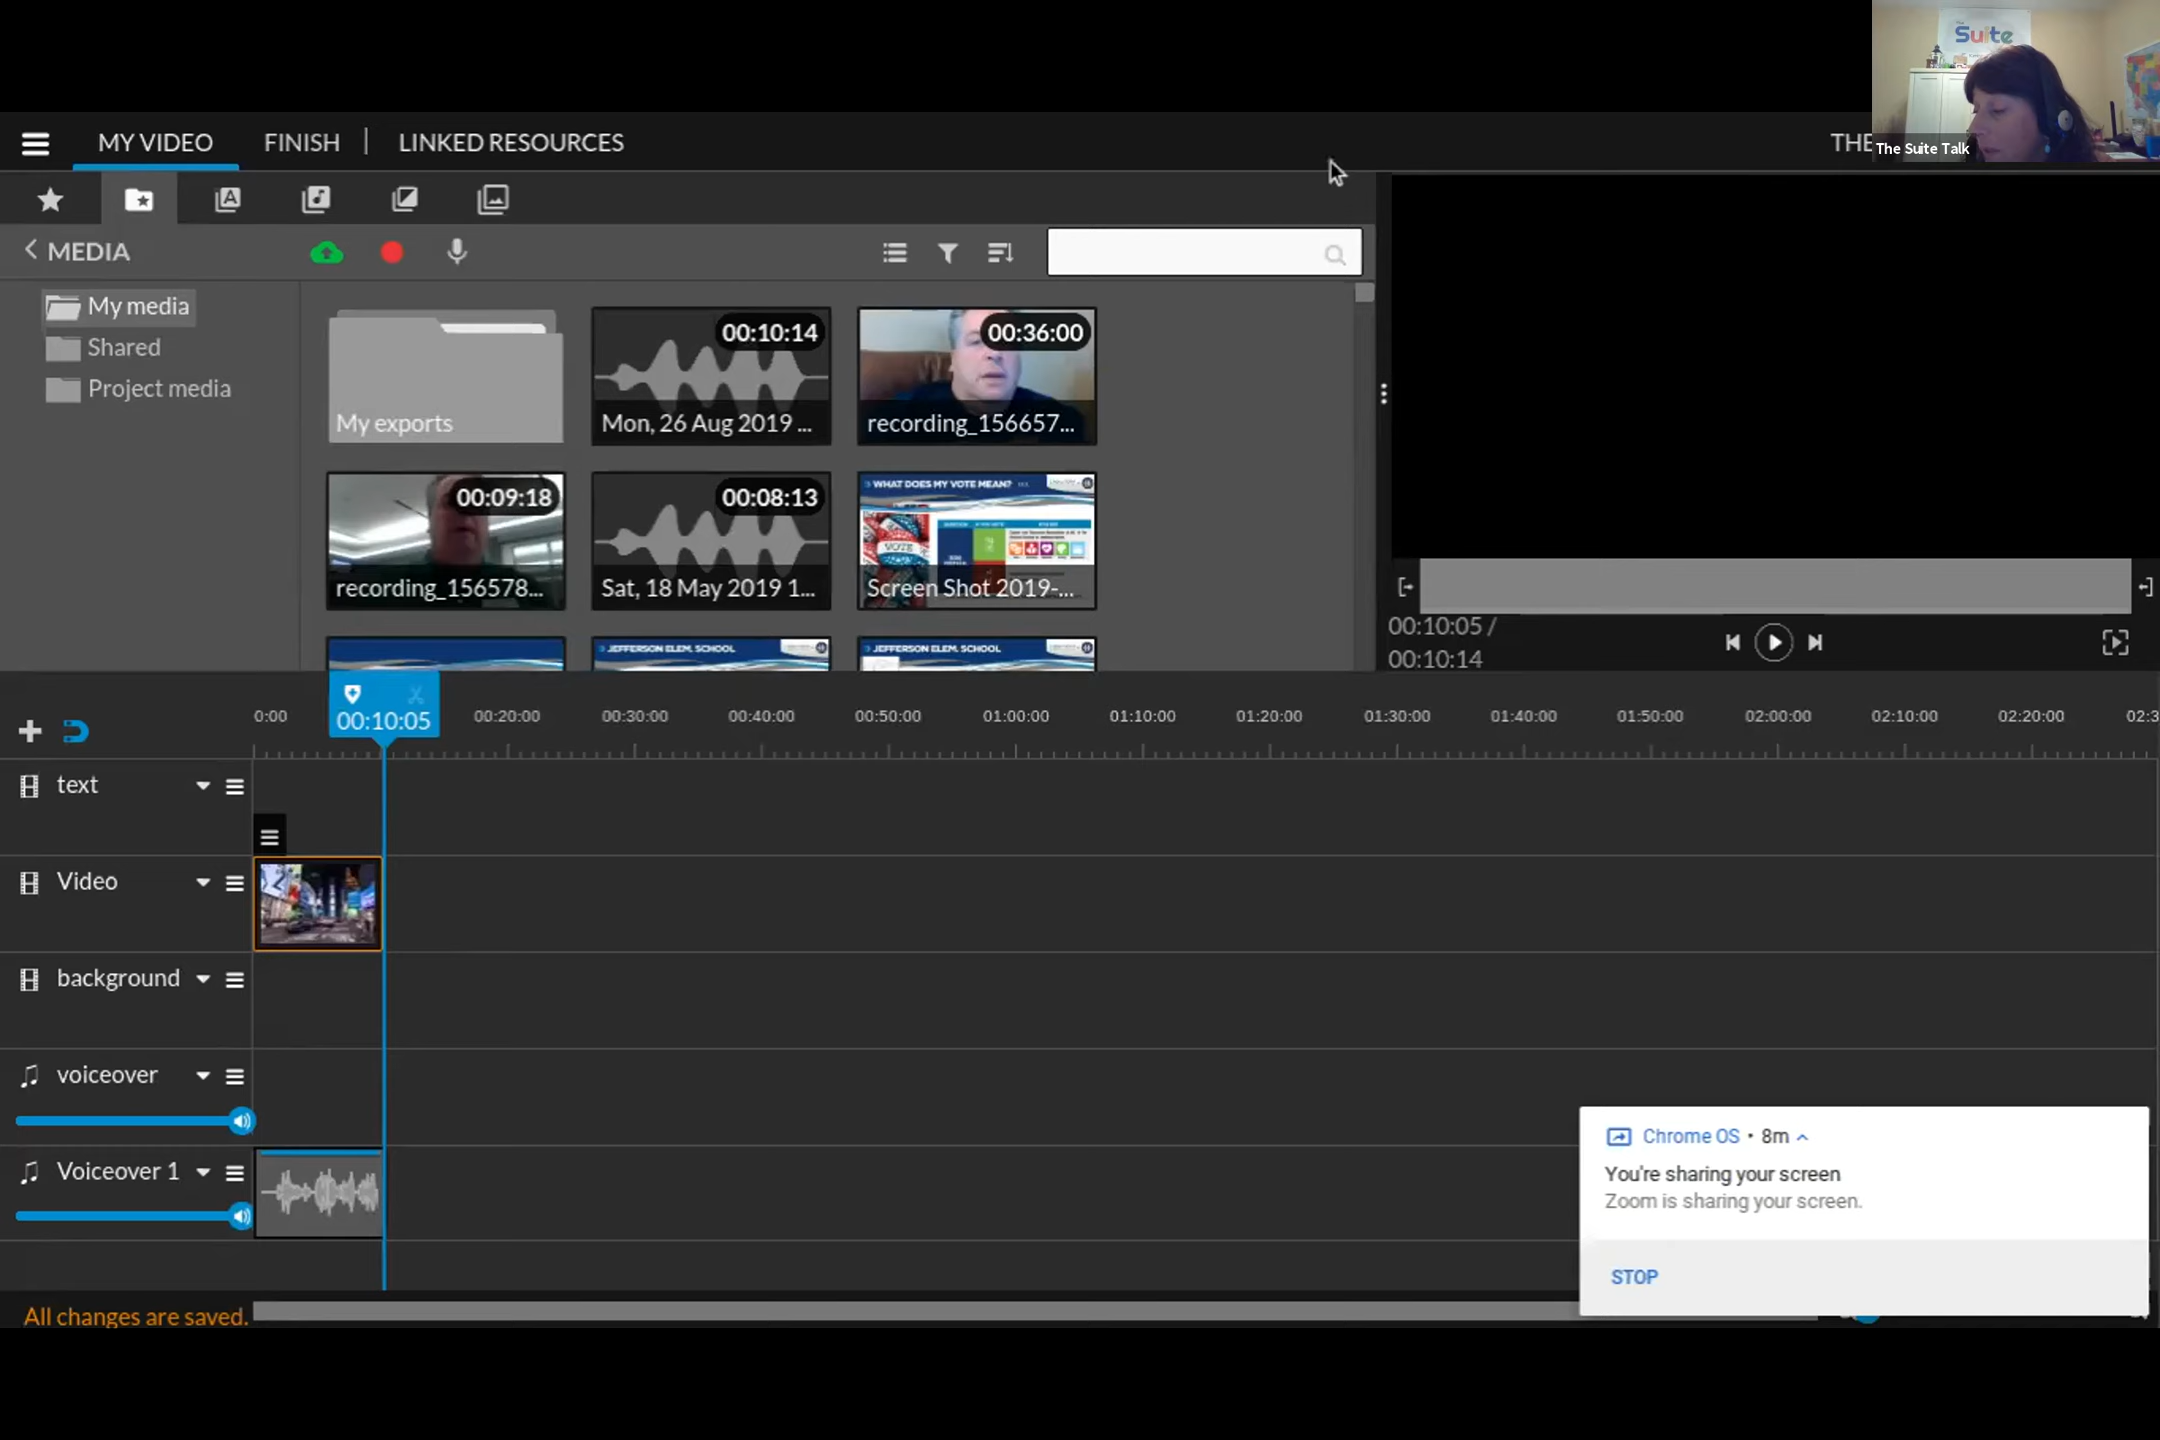 Suite
The Suite Talk
MY VIDEO
FINISH
LINKED RESOURCES
THE
MEDIA
My media
Shared
Project media
My exports
00:10:14
Mon, 26 Aug 2019 ...
00:36:00
recording_156657...
00:09:18
recording_156578...
00:08:13
Sat, 18 May 2019 1...
WHAT DOES MY VOTE MEAN?
VOTE
Screen Shot 2019-...
JEFFERSON ELEM. SCHOOL
JEFFERSON ELEM. SCHOOL
00:10:05 /
00:10:14
0:00
00:10:05
00:20:00
00:30:00
00:40:00
00:50:00
01:00:00
01:10:00
01:20:00
01:30:00
01:40:00
01:50:00
02:00:00
02:10:00
02:20:00
02:3
text
Video
background
voiceover
Voiceover 1
Chrome OS • 8m
You're sharing your screen
Zoom is sharing your screen.
STOP
All changes are saved.